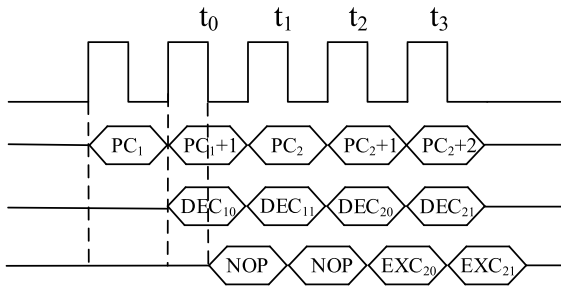 t₀ t₁ t₂ t₃
PC₁ PC₁+1 PC₂ PC₂+1 PC₂+2
DEC₁₀ DEC₁₁ DEC₂₀ DEC₂₁
NOP NOP EXC₂₀ EXC₂₁